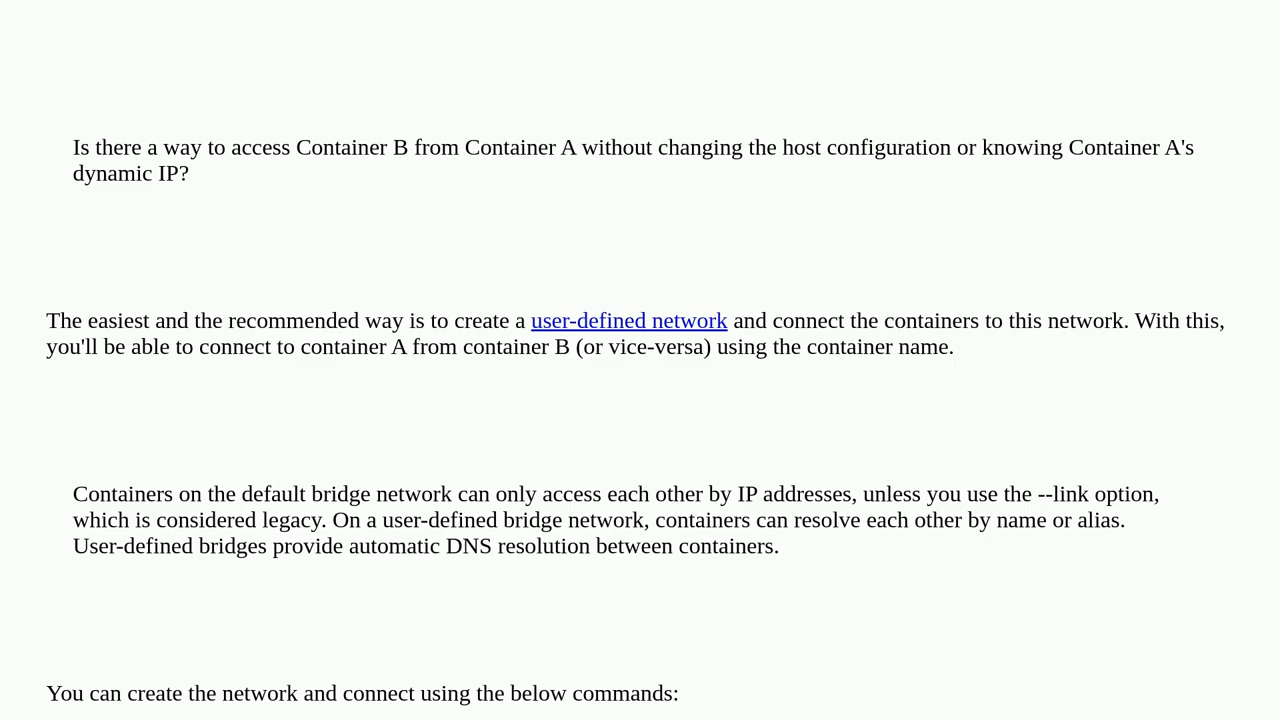 Is there a way to access Container B from Container A without changing the host configuration or knowing Container A's
dynamic IP?
The easiest and the recommended way is to create a user-defined network and connect the containers to this network. With this,
you'll be able to connect to container A from container B (or vice-versa) using the container name.
Containers on the default bridge network can only access each other by IP addresses, unless you use the --link option,
which is considered legacy. On a user-defined bridge network, containers can resolve each other by name or alias.
User-defined bridges provide automatic DNS resolution between containers.
You can create the network and connect using the below commands: